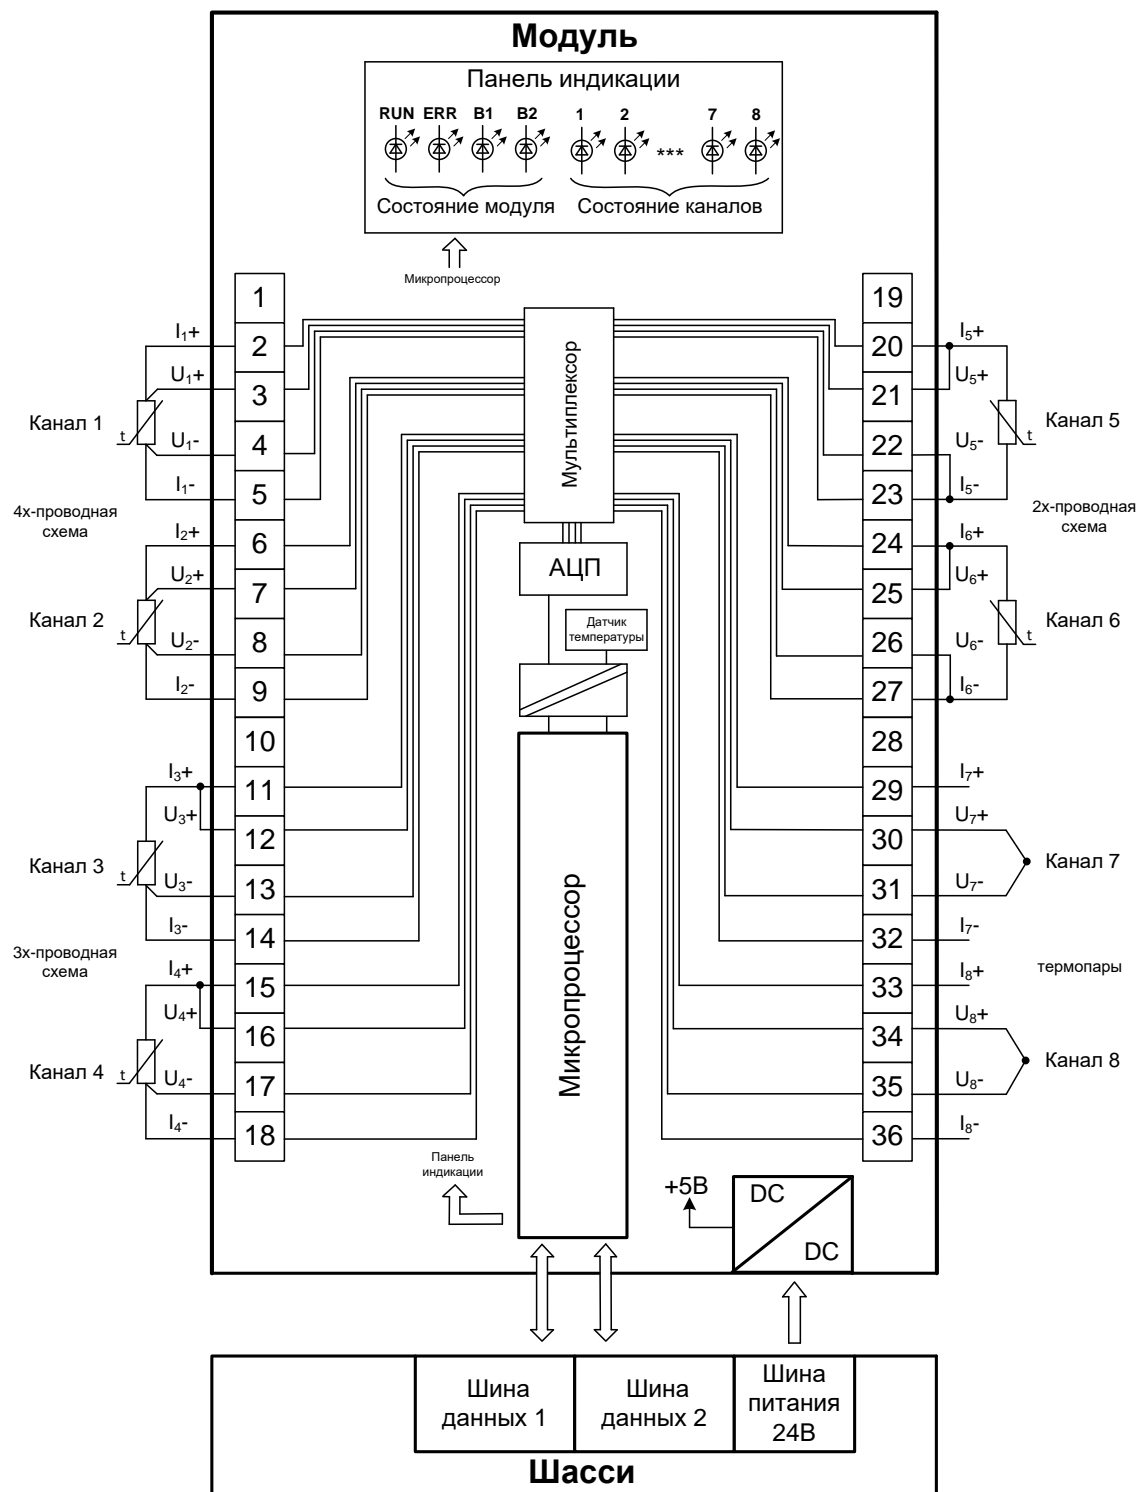 Модуль
Панель индикации
RUN ERR B1 B2 1 2 *** 7 8
Состояние модуля Состояние каналов
Микропроцессор
1
2
3
4
5
6
7
8
9
10
11
12
13
14
15
16
17
18
I1+
U1+
Канал 1
t
U1-
I1-
4х-проводная
схема
I2+
U2+
Канал 2
t
U2-
I2-
I3+
U3+
Канал 3
t
U3-
I3-
3х-проводная
схема
I4+
U4+
Канал 4
t
U4-
I4-
Мультиплексор
АЦП
Датчик
температуры
Микропроцессор
Панель
индикации
+5В
DC
DC
19
20
21
22
23
24
25
26
27
28
29
30
31
32
33
34
35
36
I5+
U5+
Канал 5
t
U5-
I5-
2х-проводная
схема
I6+
U6+
Канал 6
t
U6-
I6-
I7+
U7+
Канал 7
U7-
I7-
термопары
I8+
U8+
Канал 8
U8-
I8-
Шина
данных 1
Шина
данных 2
Шина
питания
24В
Шасси